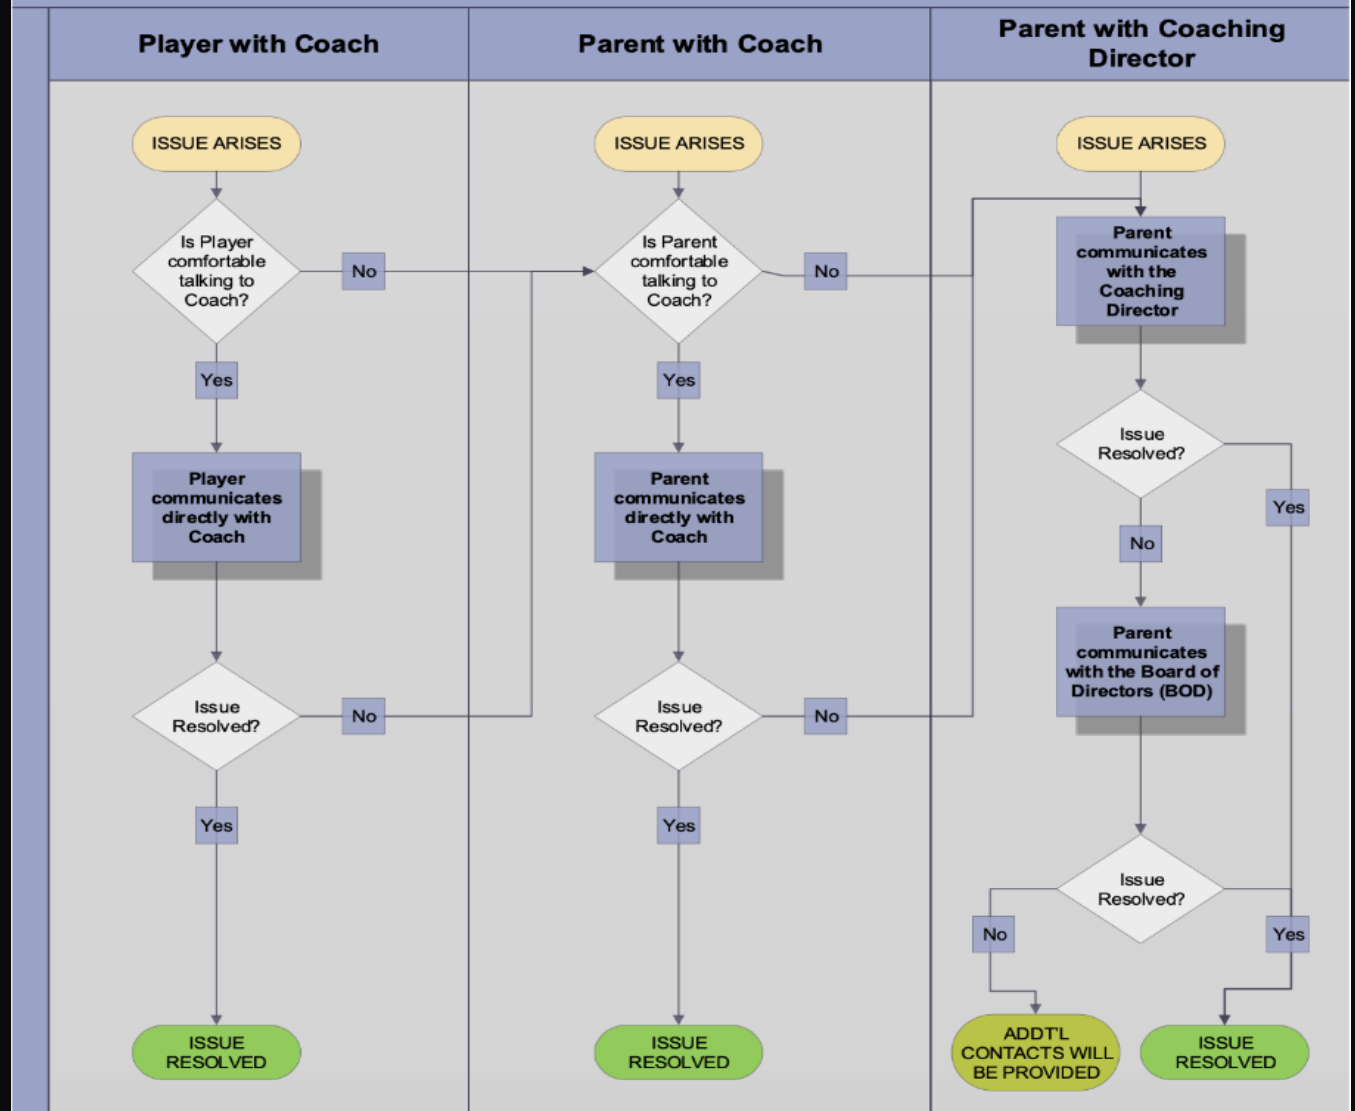 Player with Coach
Parent with Coach
Parent with Coaching
Director
ISSUE ARISES
Is Player
comfortable
talking to
Coach?
No
Yes
Player
communicates
directly with
Coach
Issue
Resolved?
No
Yes
ISSUE
RESOLVED
ISSUE ARISES
Is Parent
comfortable
talking to
Coach?
No
Yes
Parent
communicates
directly with
Coach
Issue
Resolved?
No
Yes
ISSUE
RESOLVED
ISSUE ARISES
Parent
communicates
with the
Coaching
Director
Issue
Resolved?
Yes
No
Parent
communicates
with the Board of
Directors (BOD)
Issue
Resolved?
No
Yes
ADDT'L
CONTACTS WILL
BE PROVIDED
ISSUE
RESOLVED